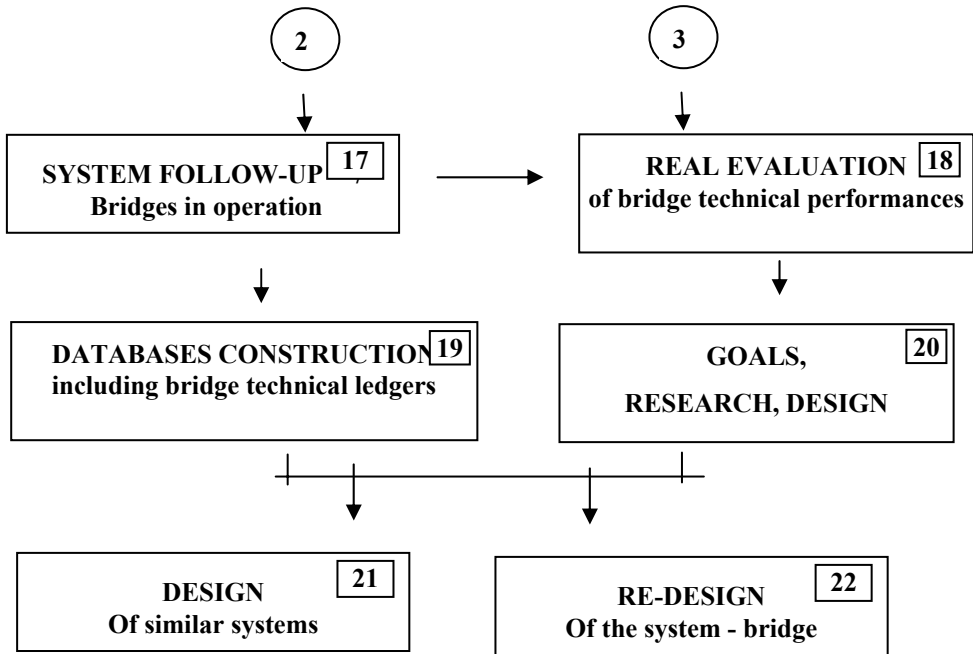 2
3
17
SYSTEM FOLLOW-UP
Bridges in operation
18
REAL EVALUATION
of bridge technical performances
19
DATABASES CONSTRUCTION
including bridge technical ledgers
20
GOALS,
RESEARCH, DESIGN
21
DESIGN
Of similar systems
22
RE-DESIGN
Of the system - bridge